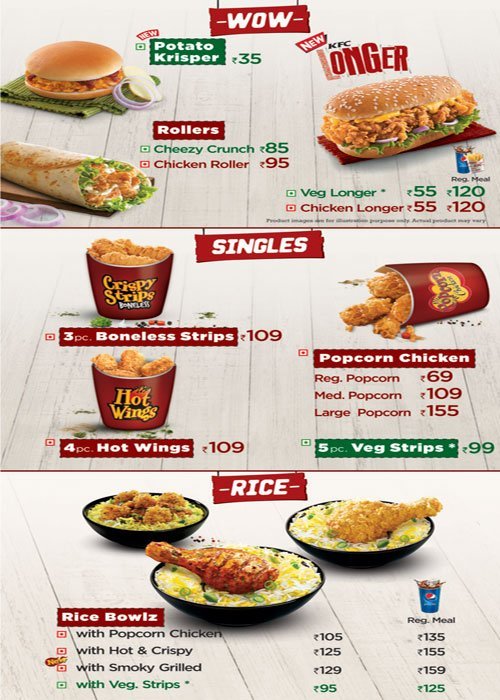 -WOW-
NEW
Potato
Krisper ₹35
NEW
KFC
LONGER
Rollers
Cheezy Crunch ₹85
Chicken Roller ₹95
Reg. Meal
Veg Longer * ₹55 ₹120
Chicken Longer ₹55 ₹120
Product images are for illustration purpose only. Actual product may vary
SINGLES
Crispy
Strips
BONELESS
3pc. Boneless Strips ₹109
Popcorn Chicken
Reg. Popcorn ₹69
Med. Popcorn ₹109
Large Popcorn ₹155
Hot
Wings
4pc. Hot Wings ₹109
5pc. Veg Strips * ₹99
-RICE-
Reg. Meal
Rice Bowlz
with Popcorn Chicken ₹105 ₹135
with Hot & Crispy ₹125 ₹155
New
with Smoky Grilled ₹129 ₹159
with Veg. Strips * ₹95 ₹125